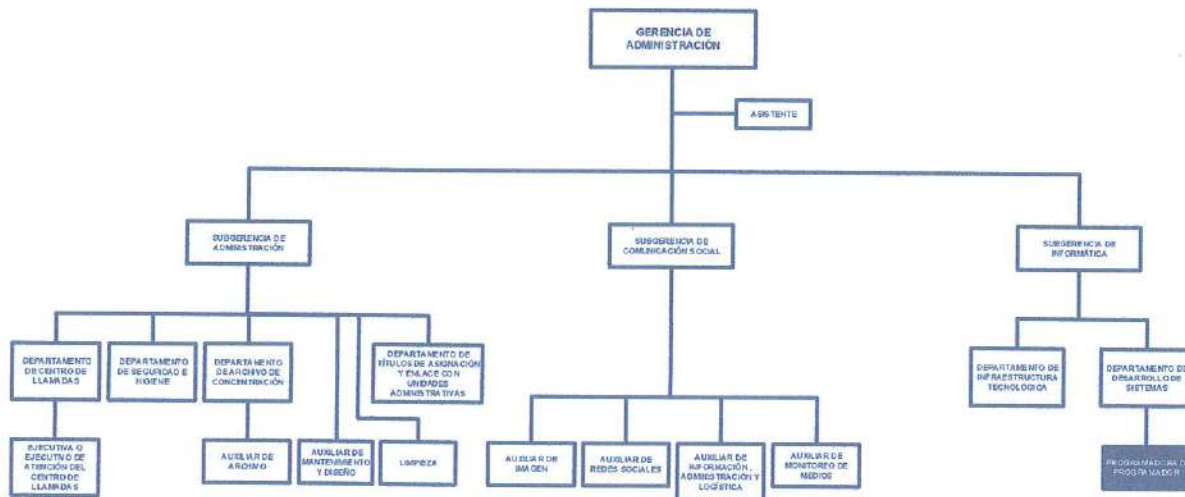 GERENCIA DE
ADMINISTRACIÓN
ASISTENTE
SUBGERENCIA DE
ADMINISTRACIÓN
SUBGERENCIA DE
COMUNICACIÓN SOCIAL
SUBGERENCIA DE
INFORMÁTICA
DEPARTAMENTO
DE CENTRO DE
LLAMADAS
DEPARTAMENTO
DE SEGURIDAD E
HIGIENE
DEPARTAMENTO
DE ARCHIVO DE
CONCENTRACIÓN
DEPARTAMENTO DE
TÍTULOS DE ASIGNACIÓN
Y ENLACE CON
UNIDADES
ADMINISTRATIVAS
DEPARTAMENTO DE
INFRAESTRUCTURA
TECNOLÓGICA
DEPARTAMENTO DE
DESARROLLO DE
SISTEMAS
EJECUTIVA O
EJECUTIVO DE
ATENCIÓN DEL
CENTRO DE
LLAMADAS
AUXILIAR DE
ARCHIVO
AUXILIAR DE
MANTENIMIENTO
Y DISEÑO
LIMPIEZA
AUXILIAR DE
IMAGEN
AUXILIAR DE
REDES SOCIALES
AUXILIAR DE
INFORMACIÓN,
ADMINISTRACIÓN Y
LOGÍSTICA
AUXILIAR DE
MONITOREO DE
MEDIOS
PROGRAMADORA O
PROGRAMADOR